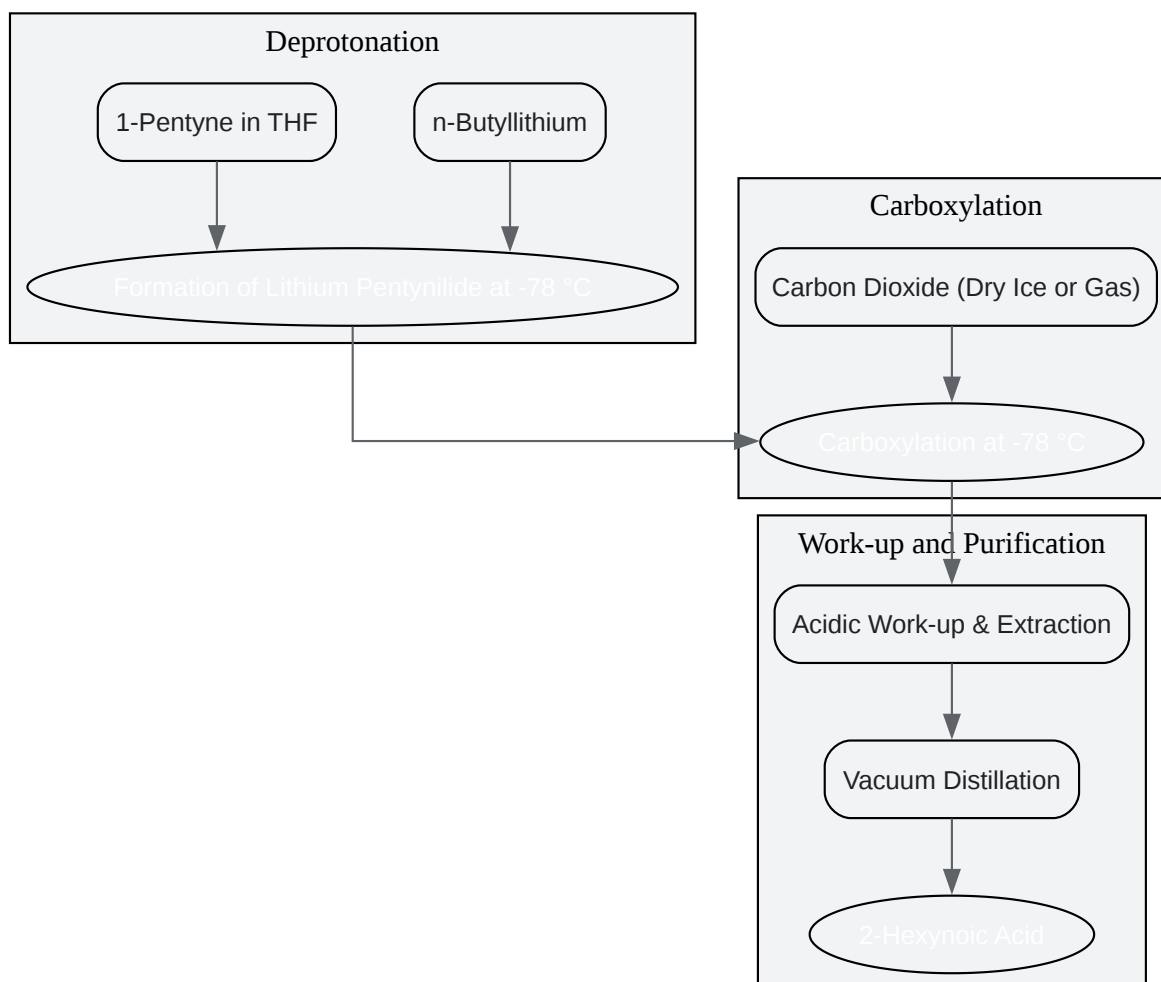 Deprotonation
1-Pentyne in THF
n-Butyllithium
Formation of Lithium Pentynilide at -78 °C
Carboxylation
Carbon Dioxide (Dry Ice or Gas)
Carboxylation at -78 °C
Work-up and Purification
Acidic Work-up & Extraction
Vacuum Distillation
2-Hexynoic Acid